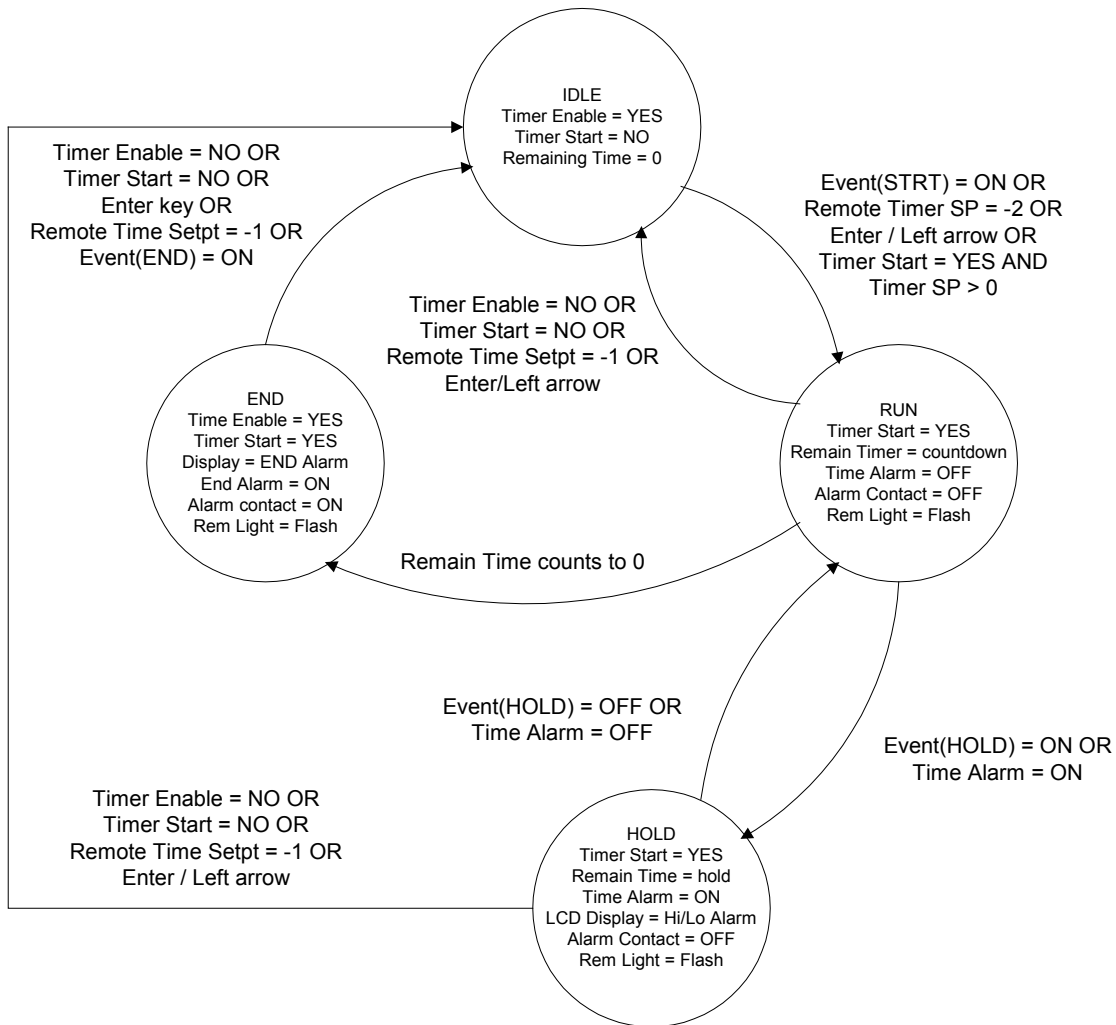 IDLE
Timer Enable = YES
Timer Start = NO
Remaining Time = 0
Timer Enable = NO OR
Timer Start = NO OR
Enter key OR
Remote Time Setpt = -1 OR
Event(END) = ON
Event(STRT) = ON OR
Remote Timer SP = -2 OR
Enter / Left arrow OR
Timer Start = YES AND
Timer SP > 0
Timer Enable = NO OR
Timer Start = NO OR
Remote Time Setpt = -1 OR
Enter/Left arrow
END
Time Enable = YES
Timer Start = YES
Display = END Alarm
End Alarm = ON
Alarm contact = ON
Rem Light = Flash
RUN
Timer Start = YES
Remain Timer = countdown
Time Alarm = OFF
Alarm Contact = OFF
Rem Light = Flash
Remain Time counts to 0
Event(HOLD) = OFF OR
Time Alarm = OFF
Event(HOLD) = ON OR
Time Alarm = ON
Timer Enable = NO OR
Timer Start = NO OR
Remote Time Setpt = -1 OR
Enter / Left arrow
HOLD
Timer Start = YES
Remain Time = hold
Time Alarm = ON
LCD Display = Hi/Lo Alarm
Alarm Contact = OFF
Rem Light = Flash